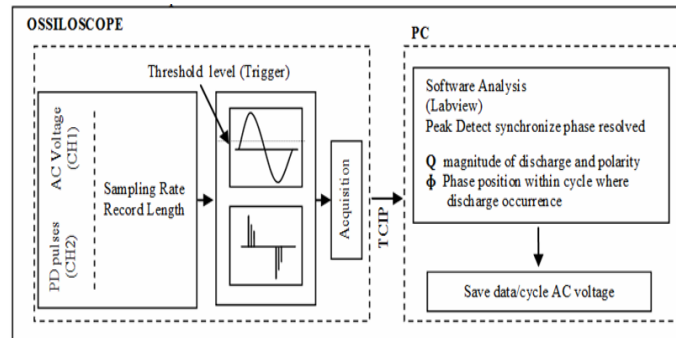 OSSILOSCOPE
Threshold level (Trigger)
AC Voltage
(CH1)
PD pulses
(CH2)
Sampling Rate
Record Length
Acquisition
TCIP
PC
Software Analysis
(Labview)
Peak Detect synchronize phase resolved
Q magnitude of discharge and polarity
ϕ Phase position within cycle where
discharge occurrence
Save data/cycle AC voltage